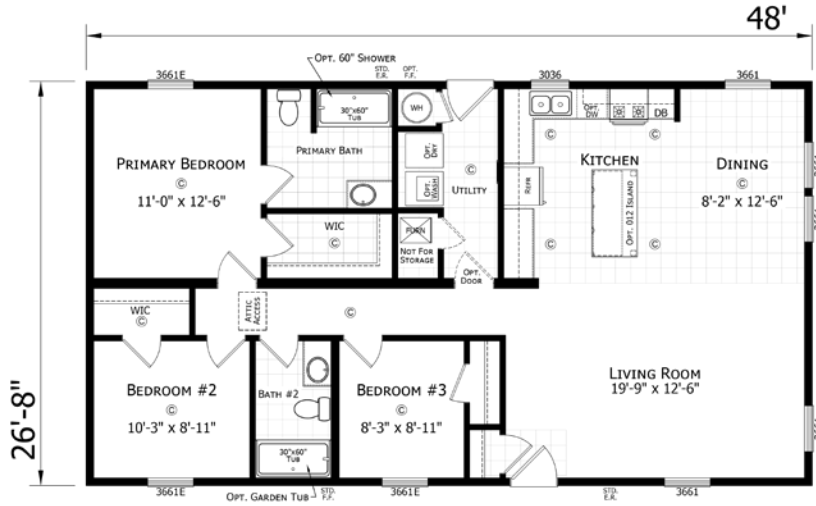 48'
OPT. 60" SHOWER
STD.
E.R.
OPT.
F.F.
3661E
3036
3661
30"x60"
TUB
WH
OPT.
DW
DB
PRIMARY BATH
OPT.
DRY
PRIMARY BEDROOM
C
11'-0" x 12'-6"
OPT.
WASH
C
UTILITY
REFR
C
C
KITCHEN
OPT. 012 ISLAND
C
C
DINING
C
8'-2" x 12'-6"
WIC
C
FURN
NOT FOR
STORAGE
OPT.
DOOR
WIC
C
ATTIC
ACCESS
C
26'-8"
BEDROOM #2
C
10'-3" x 8'-11"
BATH #2
30"x60"
TUB
BEDROOM #3
C
8'-3" x 8'-11"
LIVING ROOM
19'-9" x 12'-6"
3661E
OPT. GARDEN TUB
STD.
F.F.
3661E
STD.
E.R.
3661